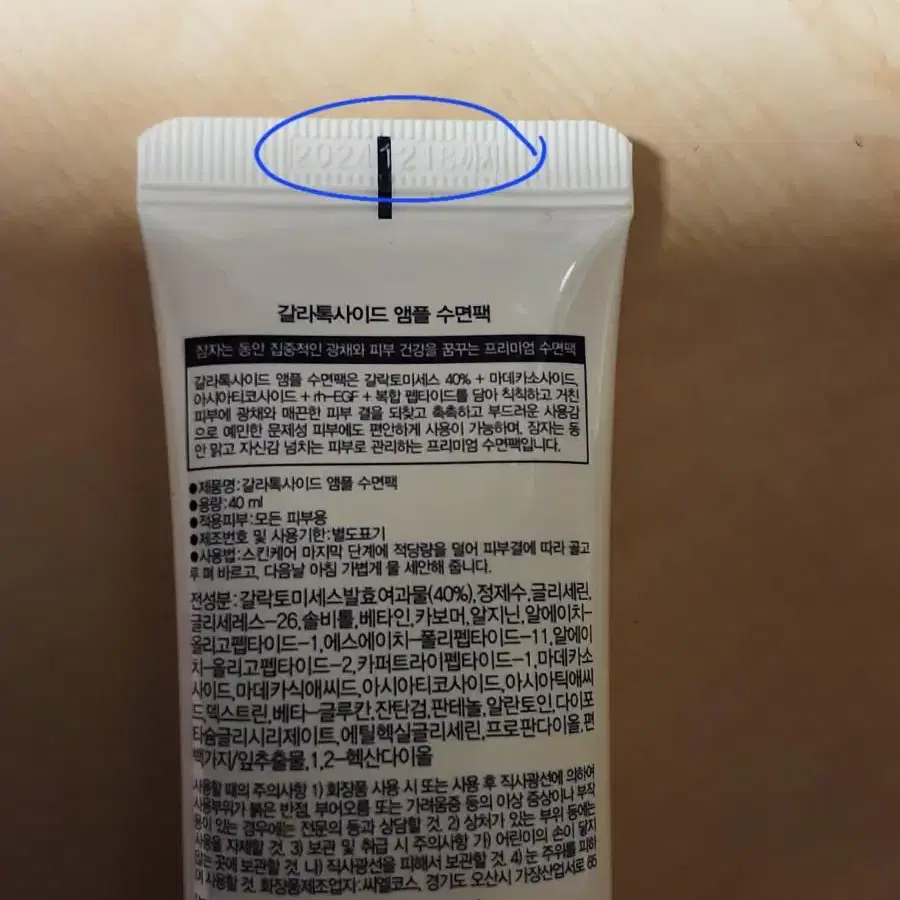 20241218까지
갈라톡사이드 앰플 수면팩
잠자는 동안 집중적인 광채와 피부 건강을 꿈꾸는 프리미엄 수면팩
갈라톡사이드 앰플 수면팩은 갈락토미세스 40% + 마데카소사이드,
아시아티코사이드 + rh-EGF + 복합 펩타이드를 담아 칙칙하고 거친
피부에 광채와 매끈한 피부 결을 되찾고 촉촉하고 부드러운 사용감
으로 예민한 문제성 피부에도 편안하게 사용이 가능하며, 잠자는 동
안 맑고 자신감 넘치는 피부로 관리하는 프리미엄 수면팩입니다.
●제품명:갈라톡사이드 앰플 수면팩
●용량:40 ml
●적용피부:모든 피부용
●제조번호 및 사용기한:별도표기
●사용법:스킨케어 마지막 단계에 적당량을 덜어 피부결에 따라 골고
루 펴 바르고, 다음날 아침 가볍게 물 세안해 줍니다.
전성분:갈락토미세스발효여과물(40%),정제수,글리세린,
글리세레스-26,솔비톨,베타인,카보머,알지닌,알에이치-
올리고펩타이드-1,에스에이치-폴리펩타이드-11,알에이
치-올리고펩타이드-2,카퍼트라이펩타이드-1,마데카소
사이드,마데카식애씨드,아시아티코사이드,아시아틱애씨
드,덱스트린,베타-글루칸,잔탄검,판테놀,알란토인,다이포
타슘글리시리제이트,에틸헥실글리세린,프로판다이올,편
백가지/잎추출물,1,2-헥산다이올
사용할 때의 주의사항 1) 화장품 사용 시 또는 사용 후 직사광선에 의하여
사용부위가 붉은 반점, 부어오름 또는 가려움증 등의 이상 증상이나 부작
용이 있는 경우에는 전문의 등과 상담할 것. 2) 상처가 있는 부위 등에는
사용을 자제할 것. 3) 보관 및 취급 시 주의사항 가) 어린이의 손이 닿지
않는 곳에 보관할 것. 나) 직사광선을 피해서 보관할 것. 4) 눈 주위를 피하
여 사용할 것. 화장품제조업자:씨엘코스, 경기도 오산시 가장산업서로 65